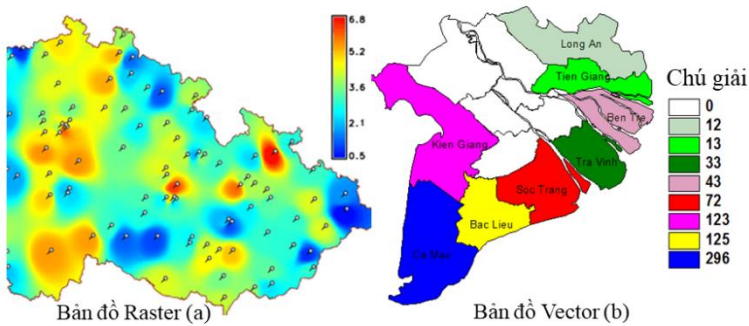 6.8
5.2
3.6
2.1
0.5
Long An
Tien Giang
Ben Tre
Kien Giang
Tra Vinh
Soc Trang
Bac Lieu
Ca Mau
Chú giải
0
12
13
33
43
72
123
125
296
Bản đồ Raster (a)
Bản đồ Vector (b)